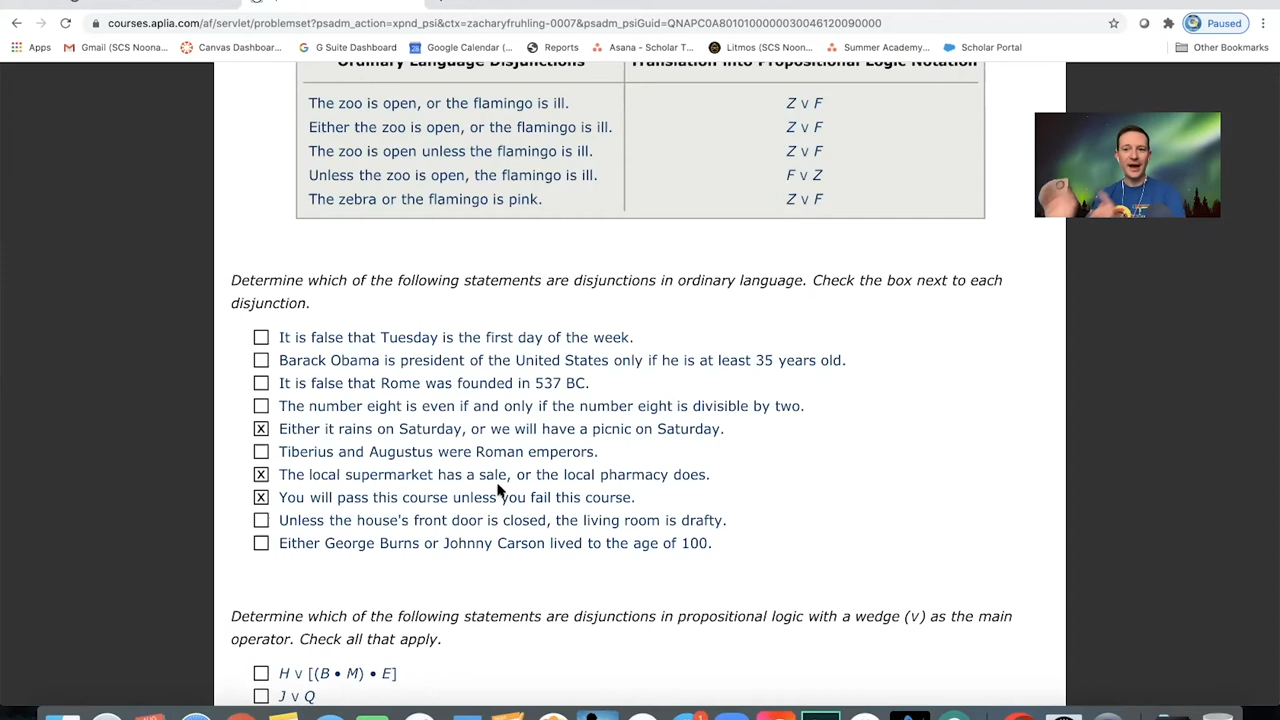 courses.aplia.com/af/servlet/problemset?psadm_action=xpnd_psi&ctx=zacharyfruhling-0007&psadm_psiGuid=QNAPC0A80101000000030046120090000
Paused
Apps
Gmail (SCS Noona...
Canvas Dashboar...
G Suite Dashboard
Google Calendar (...
Reports
Asana - Scholar T...
Litmos (SCS Noon...
Summer Academy...
Scholar Portal
Other Bookmarks
Ordinary Language Disjunctions Translation into Propositional Logic Notation
The zoo is open, or the flamingo is ill. Z v F
Either the zoo is open, or the flamingo is ill. Z v F
The zoo is open unless the flamingo is ill. Z v F
Unless the zoo is open, the flamingo is ill. F v Z
The zebra or the flamingo is pink. Z v F
Determine which of the following statements are disjunctions in ordinary language. Check the box next to each
disjunction.
It is false that Tuesday is the first day of the week.
Barack Obama is president of the United States only if he is at least 35 years old.
It is false that Rome was founded in 537 BC.
The number eight is even if and only if the number eight is divisible by two.
x Either it rains on Saturday, or we will have a picnic on Saturday.
Tiberius and Augustus were Roman emperors.
x The local supermarket has a sale, or the local pharmacy does.
x You will pass this course unless you fail this course.
Unless the house's front door is closed, the living room is drafty.
Either George Burns or Johnny Carson lived to the age of 100.
Determine which of the following statements are disjunctions in propositional logic with a wedge (v) as the main
operator. Check all that apply.
H v [(B • M) • E]
J v Q